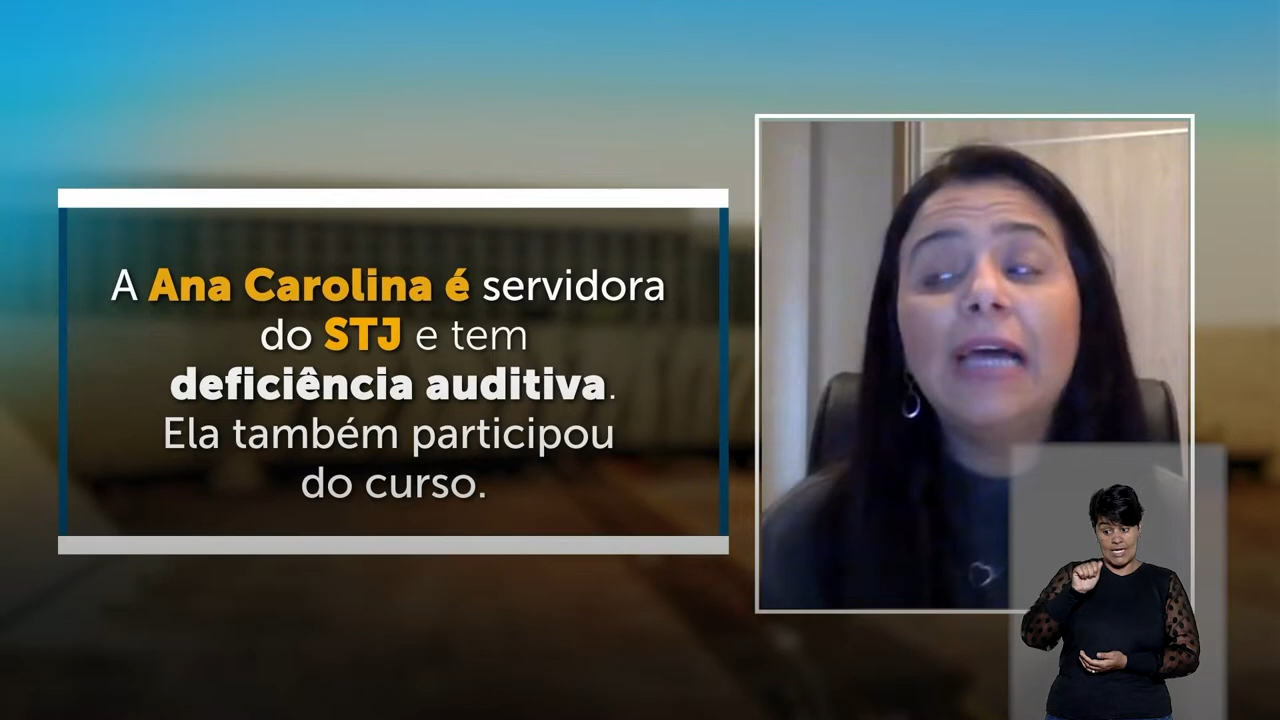 A Ana Carolina é servidora
do STJ e tem
deficiência auditiva.
Ela também participou
do curso.